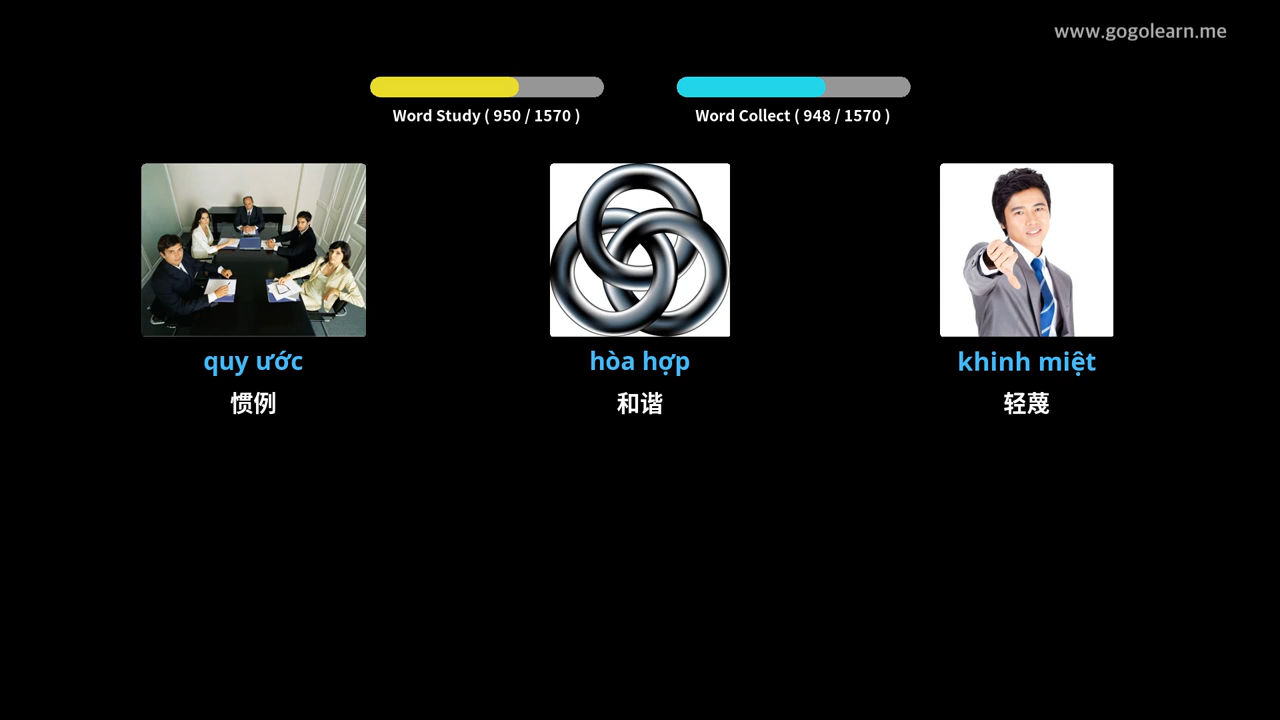 www.gogolearn.me
Word Study ( 950 / 1570 )
Word Collect ( 948 / 1570 )
quy ước
hòa hợp
khinh miệt
惯例
和谐
轻蔑